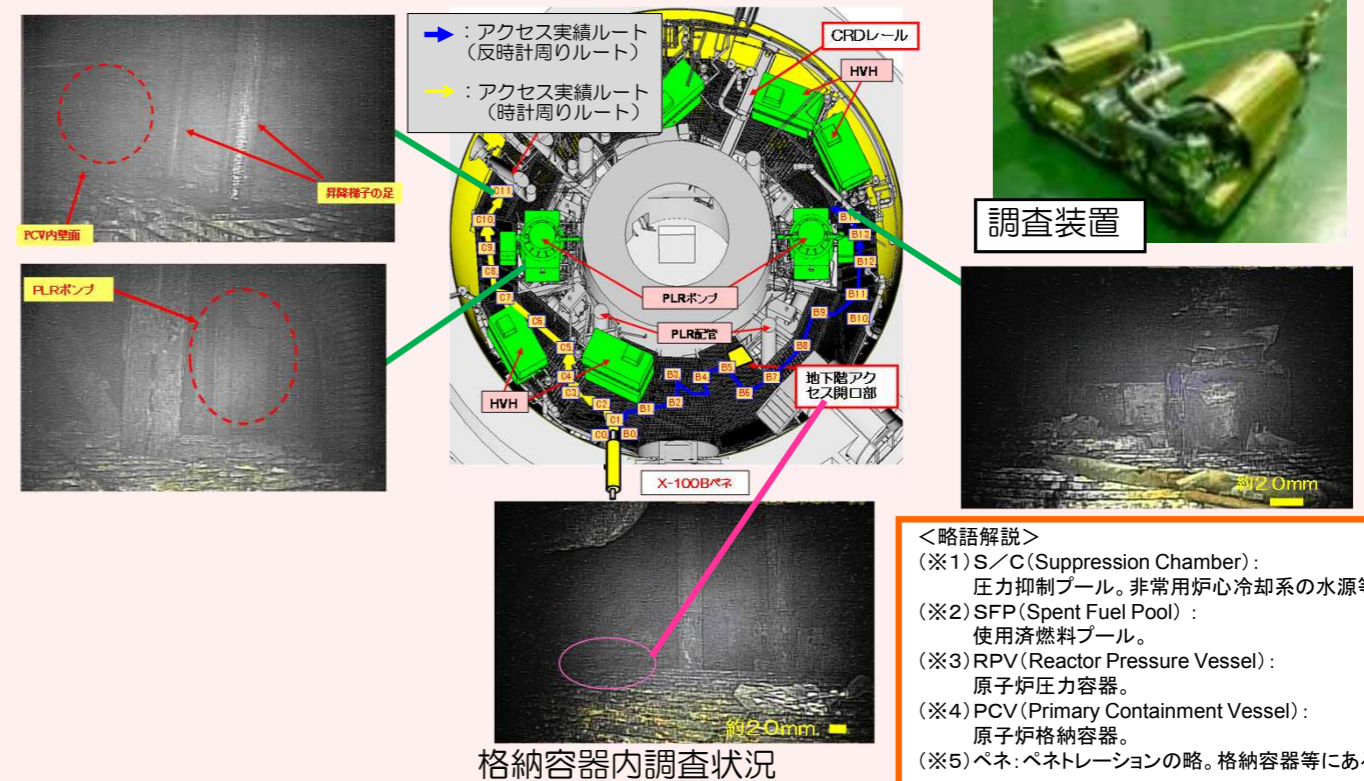 ：アクセス実績ルート
（反時計周りルート）
：アクセス実績ルート
（時計周りルート）
CRDレール
HVH
昇降梯子の足
PCV内壁面
PLRポンプ
調査装置
C11
C10
C9
C8
C7
C6
C5
C4
C3
C2
C1
C0
B0
B1
B2
B3
B4
B5
B6
B7
B8
B9
B10
B11
B12
B13
PLRポンプ
PLR配管
地下階アク
セス開口部
HVH
X-100Bペネ
約20mm
約20mm
格納容器内調査状況
＜略語解説＞
（※1）S／C（Suppression Chamber）：
圧力抑制プール。非常用炉心冷却系の水源等
（※2）SFP（Spent Fuel Pool）：
使用済燃料プール。
（※3）RPV（Reactor Pressure Vessel）：
原子炉圧力容器。
（※4）PCV（Primary Containment Vessel）：
原子炉格納容器。
（※5）ペネ：ペネトレーションの略。格納容器等にあ